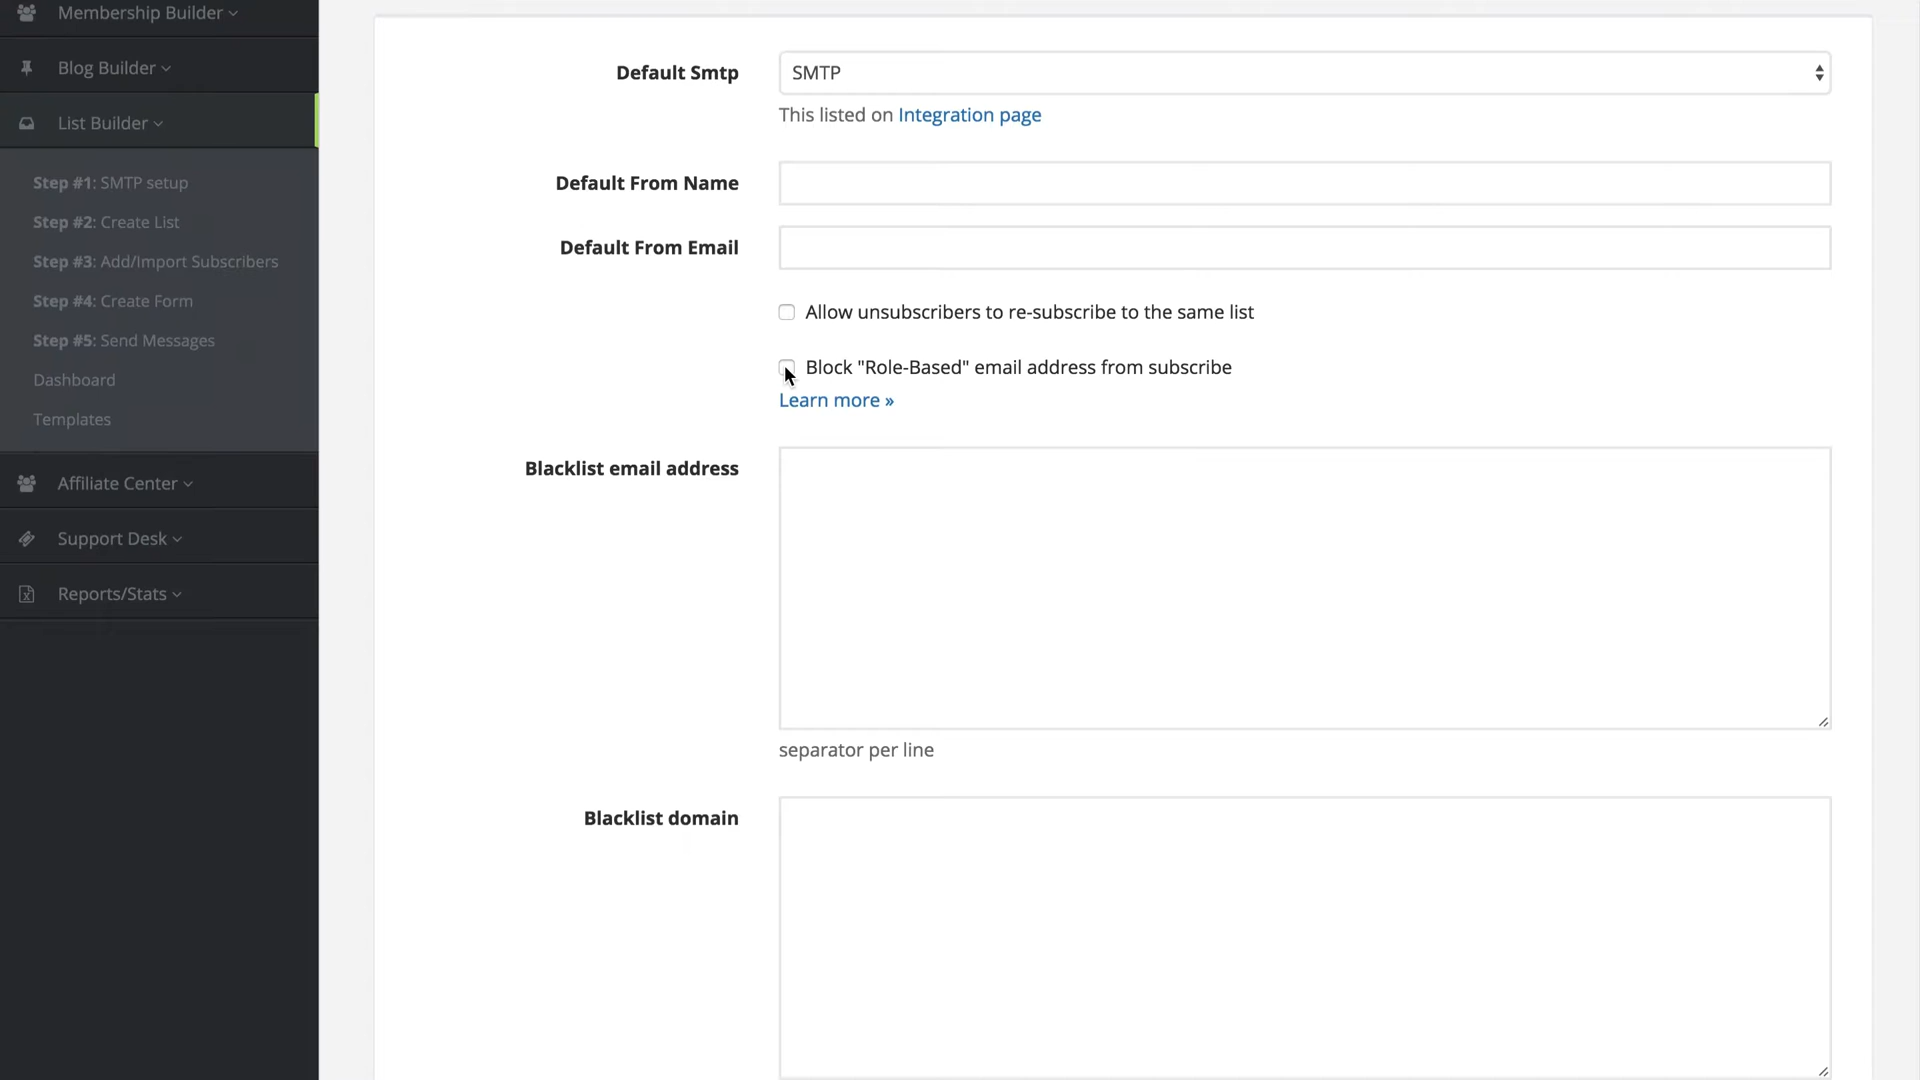 Membership Builder
Blog Builder
List Builder
Step #1: SMTP setup
Step #2: Create List
Step #3: Add/Import Subscribers
Step #4: Create Form
Step #5: Send Messages
Dashboard
Templates
Affiliate Center
Support Desk
Reports/Stats
Default Smtp
SMTP
This listed on Integration page
Default From Name
Default From Email
Allow unsubscribers to re-subscribe to the same list
Block "Role-Based" email address from subscribe
Learn more »
Blacklist email address
separator per line
Blacklist domain